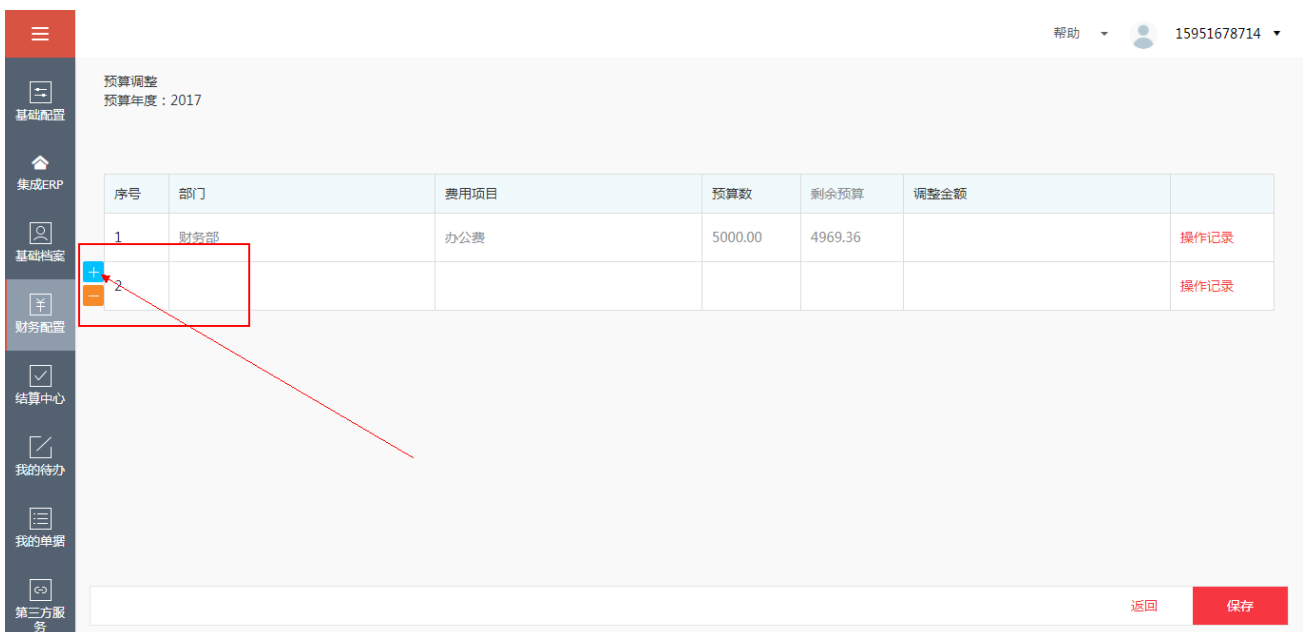 帮助
15951678714
基础配置
集成ERP
基础档案
财务配置
结算中心
我的待办
我的单据
第三方服
务
预算调整
预算年度：2017
序号 部门 费用项目 预算数 剩余预算 调整金额
1 财务部 办公费 5000.00 4969.36 操作记录
2 操作记录
返回 保存